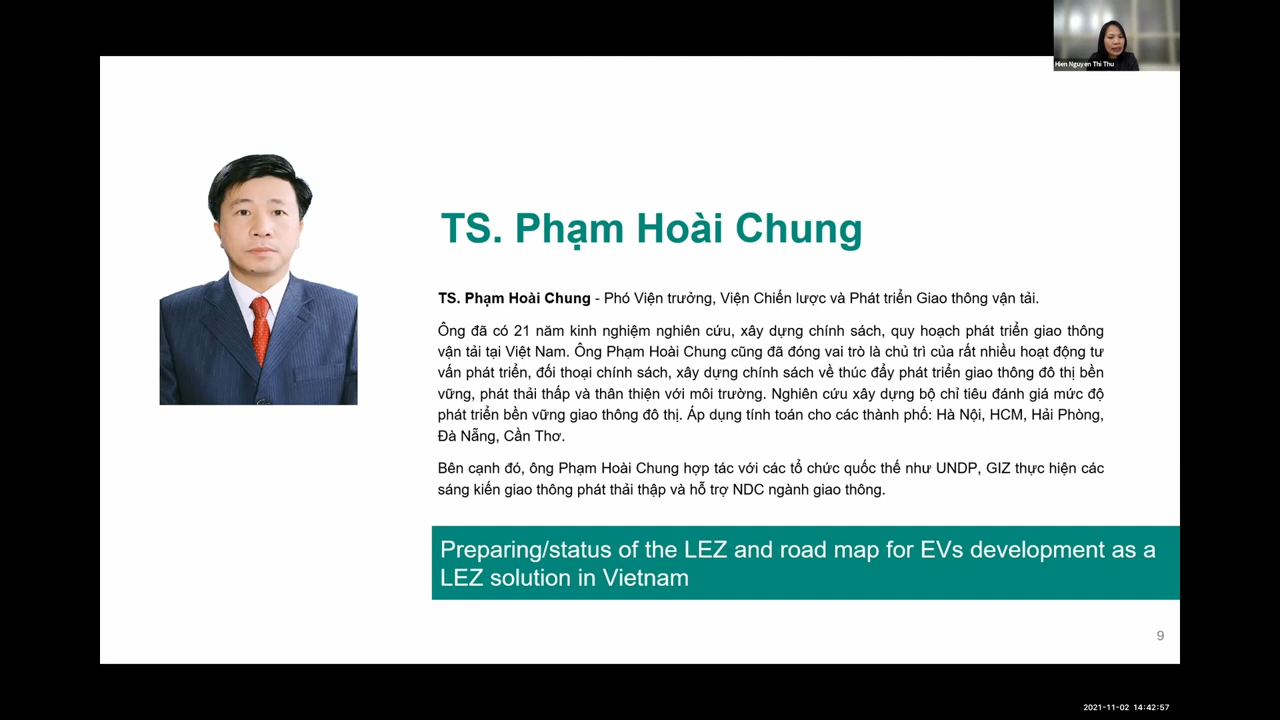 Hien Nguyen Thi Thu
TS. Phạm Hoài Chung
TS. Phạm Hoài Chung - Phó Viện trưởng, Viện Chiến lược và Phát triển Giao thông vận tải.
Ông đã có 21 năm kinh nghiệm nghiên cứu, xây dựng chính sách, quy hoạch phát triển giao thông
vận tải tại Việt Nam. Ông Phạm Hoài Chung cũng đã đóng vai trò là chủ trì của rất nhiều hoạt động tư
vấn phát triển, đối thoại chính sách, xây dựng chính sách về thúc đẩy phát triển giao thông đô thị bền
vững, phát thải thấp và thân thiện với môi trường. Nghiên cứu xây dựng bộ chỉ tiêu đánh giá mức độ
phát triển bền vững giao thông đô thị. Áp dụng tính toán cho các thành phố: Hà Nội, HCM, Hải Phòng,
Đà Nẵng, Cần Thơ.
Bên cạnh đó, ông Phạm Hoài Chung hợp tác với các tổ chức quốc thế như UNDP, GIZ thực hiện các
sáng kiến giao thông phát thải thập và hỗ trợ NDC ngành giao thông.
Preparing/status of the LEZ and road map for EVs development as a
LEZ solution in Vietnam
9
2021-11-02 14:42:57